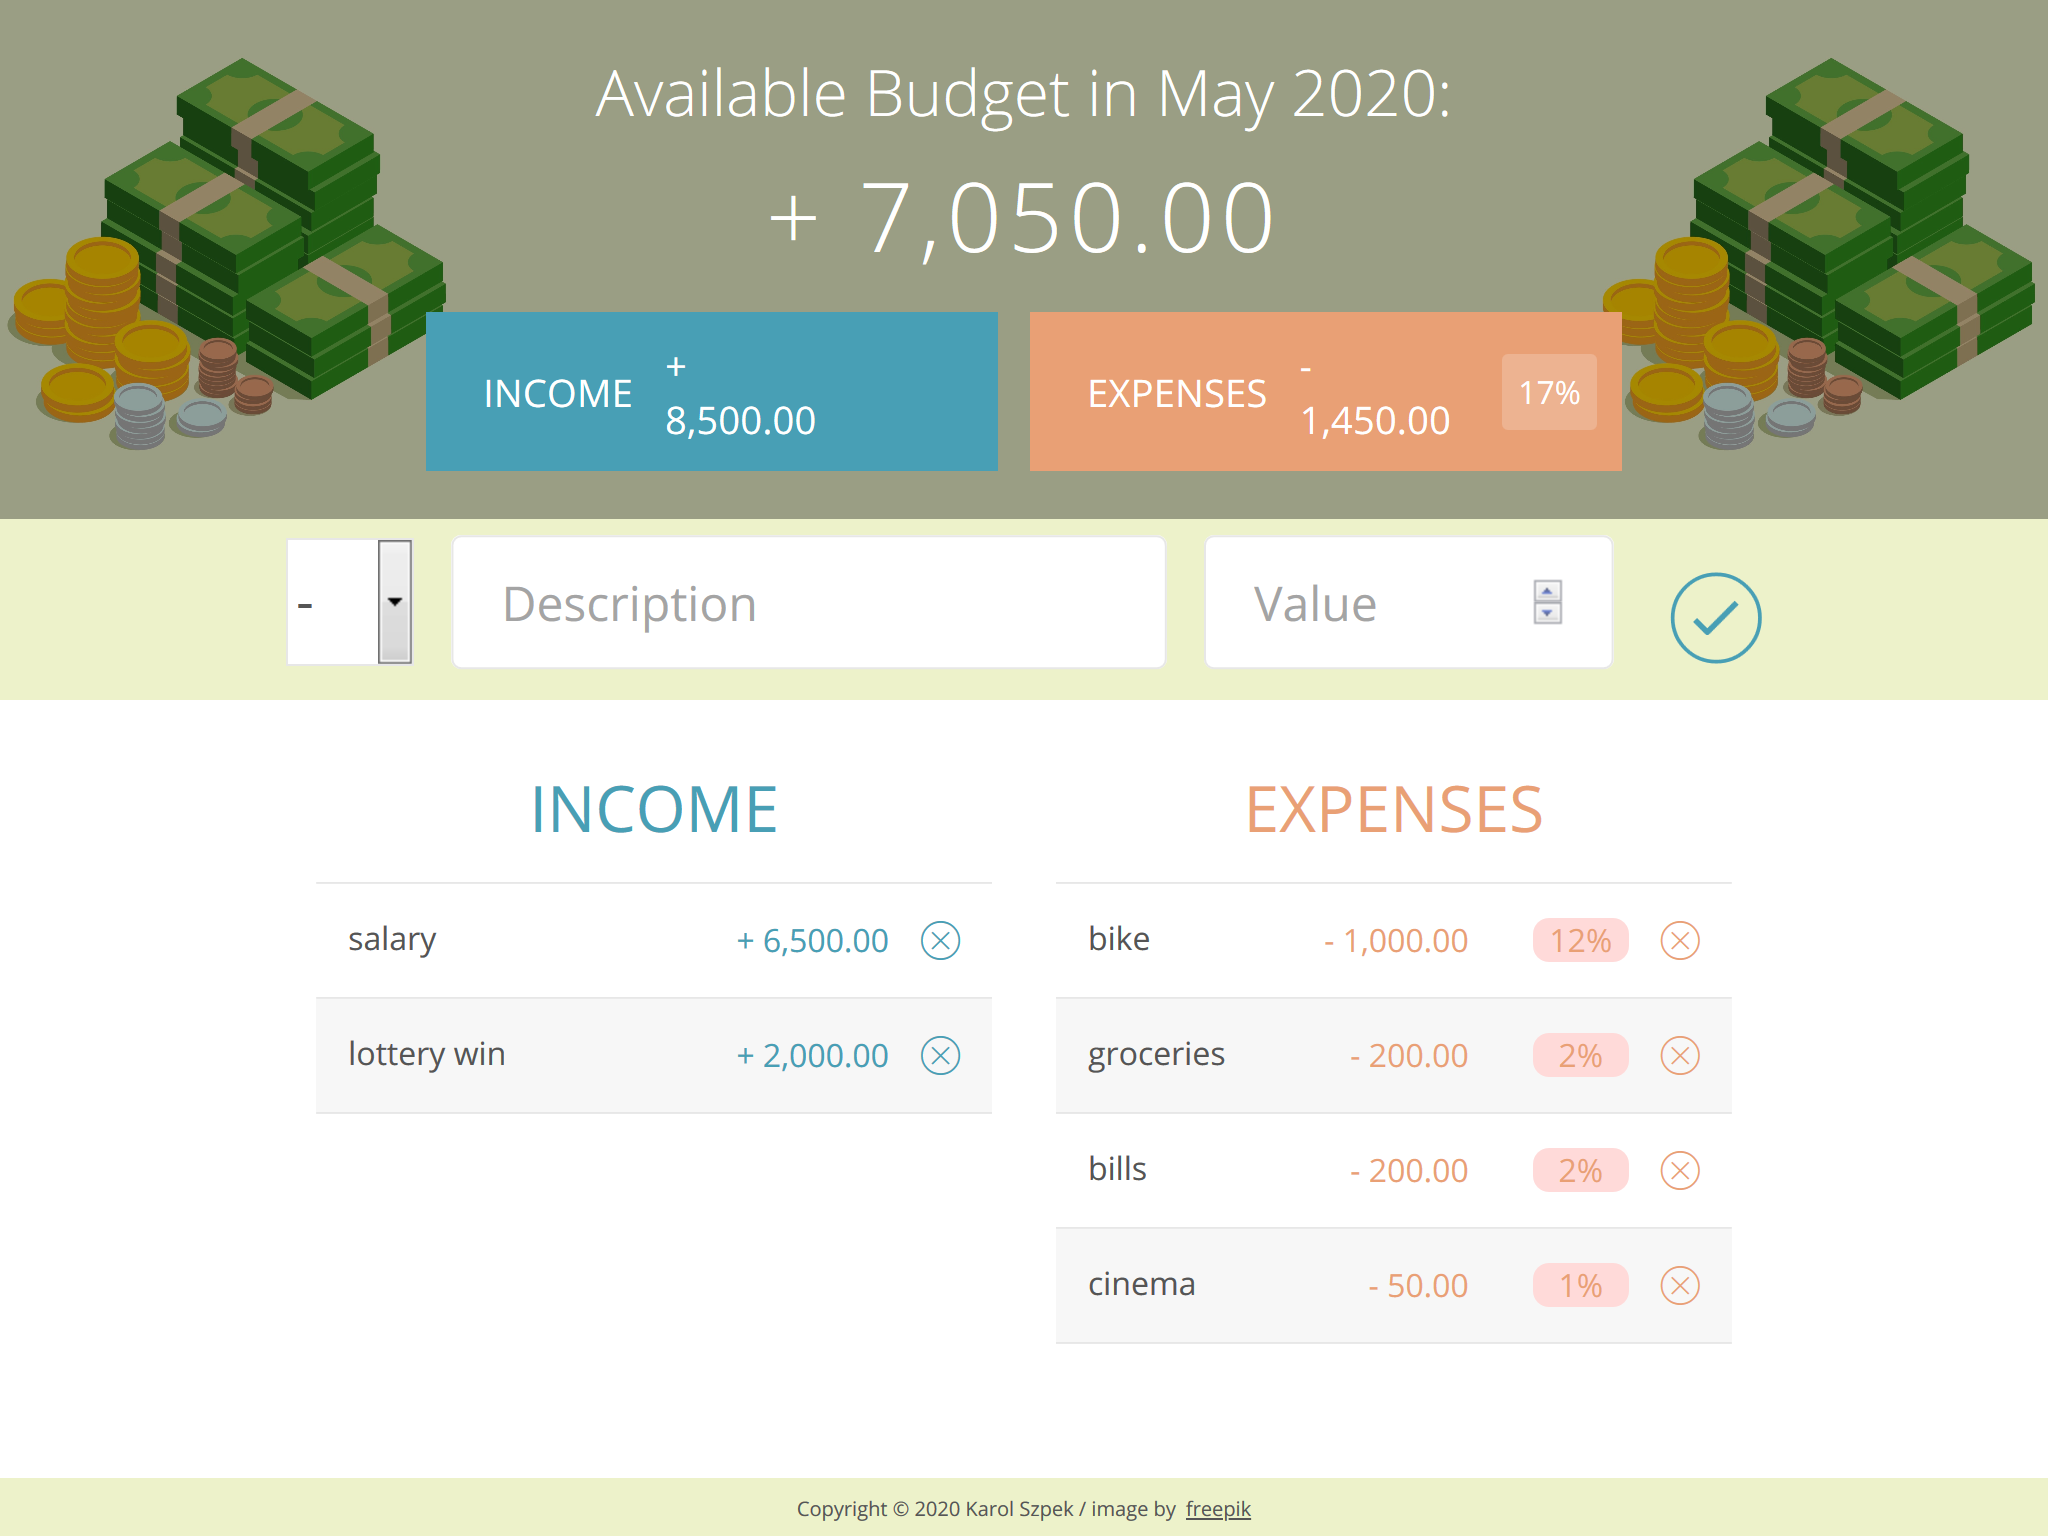 Available Budget in May 2020:
+ 7,050.00
INCOME
+
8,500.00
EXPENSES
-
1,450.00
17%
-
Description
Value
INCOME
salary + 6,500.00
lottery win + 2,000.00
EXPENSES
bike - 1,000.00 12%
groceries - 200.00 2%
bills - 200.00 2%
cinema - 50.00 1%
Copyright © 2020 Karol Szpek / image by freepik